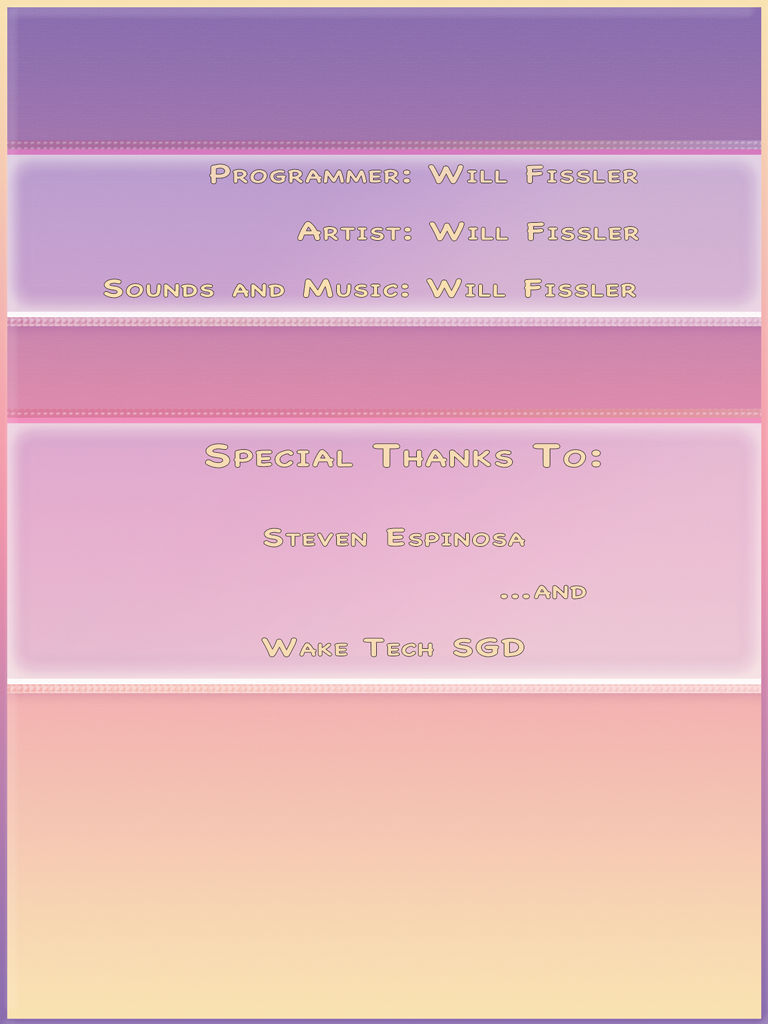 Programmer: Will Fissler
Artist: Will Fissler
Sounds and Music: Will Fissler
Special Thanks To:
Steven Espinosa
...and
Wake Tech SGD